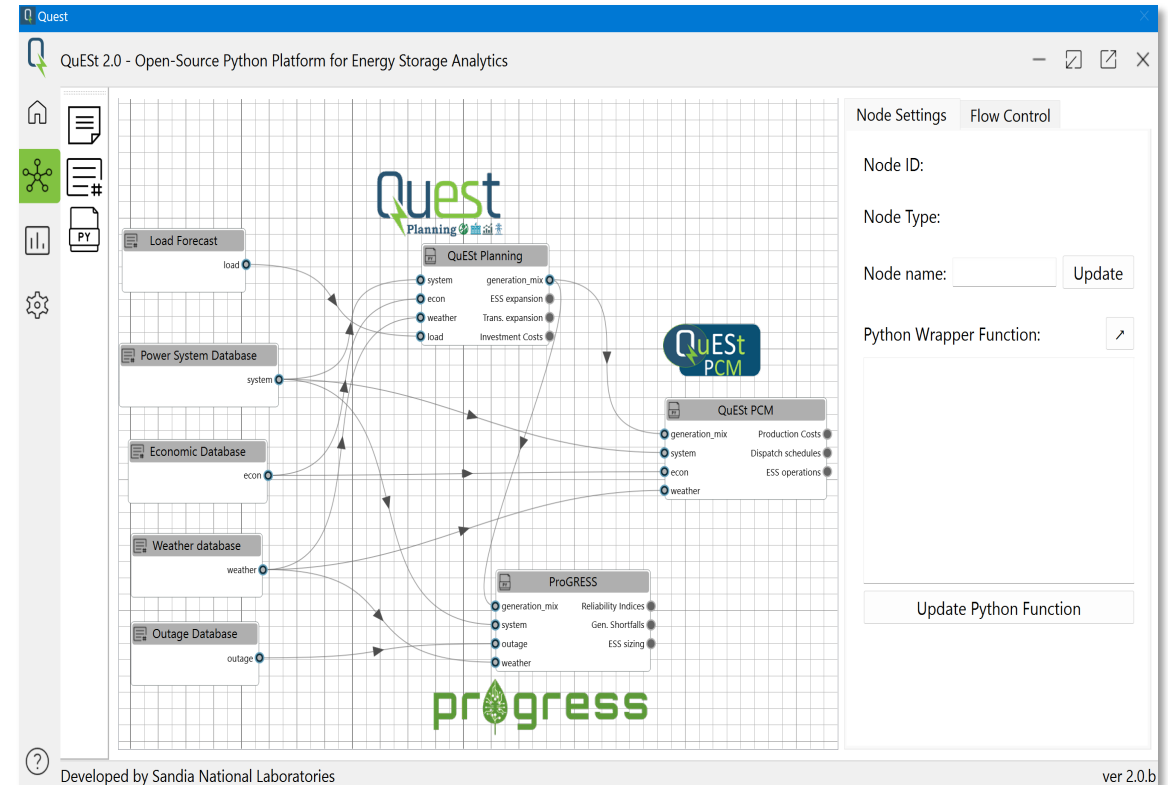 Quest
QuESt 2.0 - Open-Source Python Platform for Energy Storage Analytics
#
PY
Quest
Planning
Load Forecast
load
Power System Database
system
Economic Database
econ
Weather database
weather
Outage Database
outage
QuESt Planning
system generation_mix
econ ESS expansion
weather Trans. expansion
load Investment Costs
QuESt
PCM
QuESt PCM
generation_mix Production Costs
system Dispatch schedules
econ ESS operations
weather
ProGRESS
generation_mix Reliability Indices
system Gen. Shortfalls
outage ESS sizing
weather
progress
Node Settings Flow Control
Node ID:
Node Type:
Node name: Update
Python Wrapper Function:
Update Python Function
?
Developed by Sandia National Laboratories
ver 2.0.b